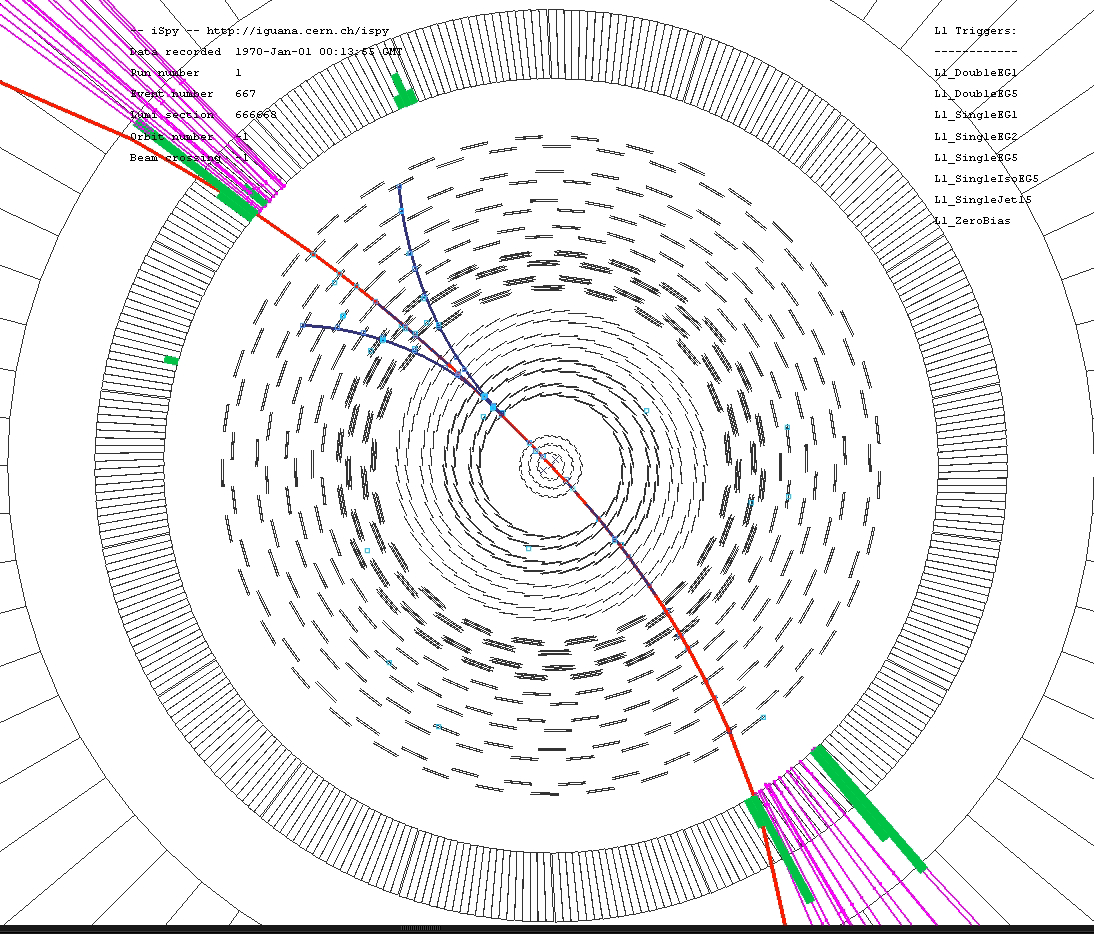 -- iSpy -- http://iguana.cern.ch/ispy
Data recorded 1970-Jan-01 00:13:55 GMT
Run number 1
Event number 667
Lumi section 666668
Orbit number -1
Beam crossing -1
L1 Triggers:
------------
L1_DoubleEG1
L1_DoubleEG5
L1_SingleEG1
L1_SingleEG2
L1_SingleEG5
L1_SingleIsoEG5
L1_SingleJet15
L1_ZeroBias